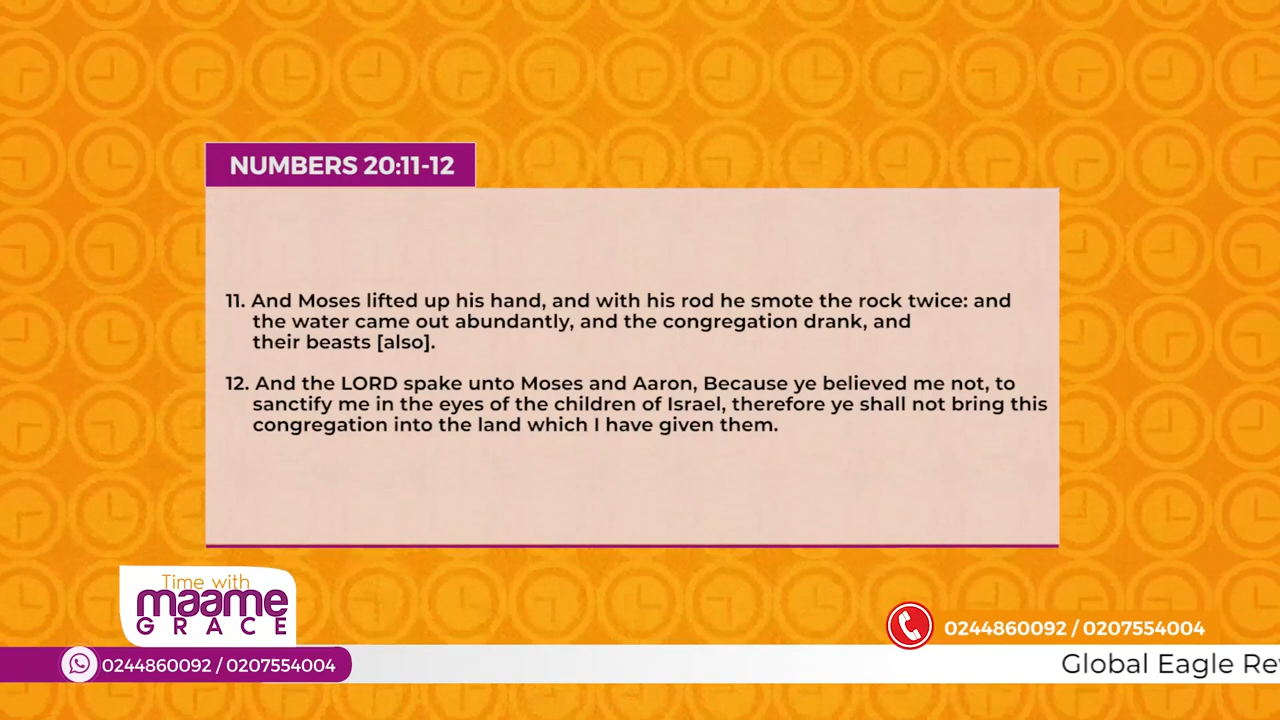 NUMBERS 20:11-12
11. And Moses lifted up his hand, and with his rod he smote the rock twice: and
the water came out abundantly, and the congregation drank, and
their beasts [also].
12. And the LORD spake unto Moses and Aaron, Because ye believed me not, to
sanctify me in the eyes of the children of Israel, therefore ye shall not bring this
congregation into the land which I have given them.
Time with
maame
GRACE
0244860092 / 0207554004
0244860092 / 0207554004
Global Eagle